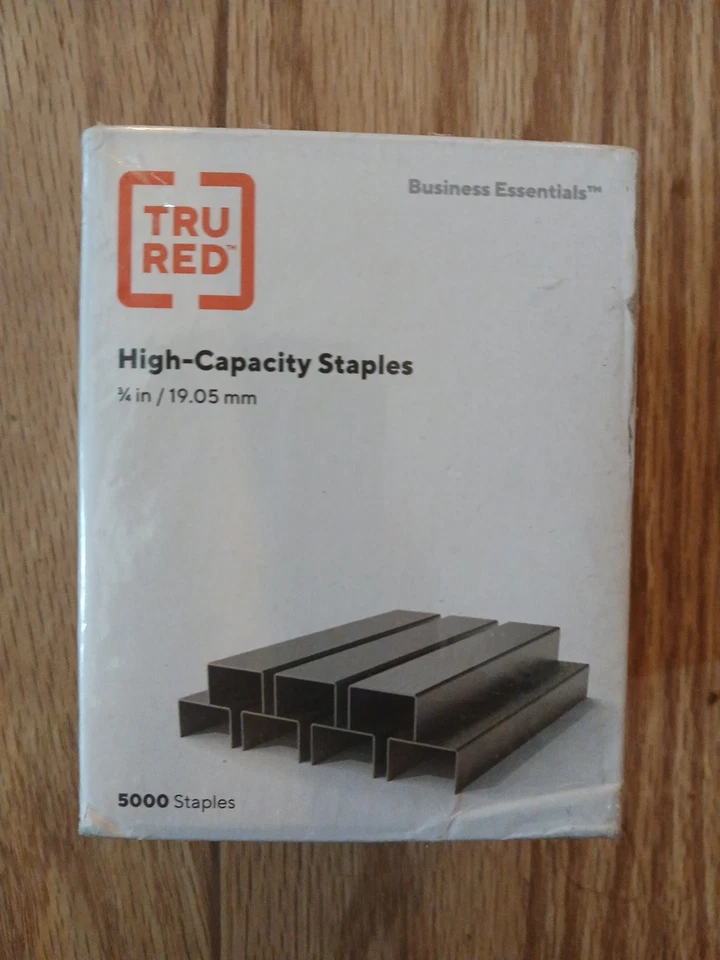 TRU
RED™
Business Essentials™
High-Capacity Staples
¾ in / 19.05 mm
5000 Staples